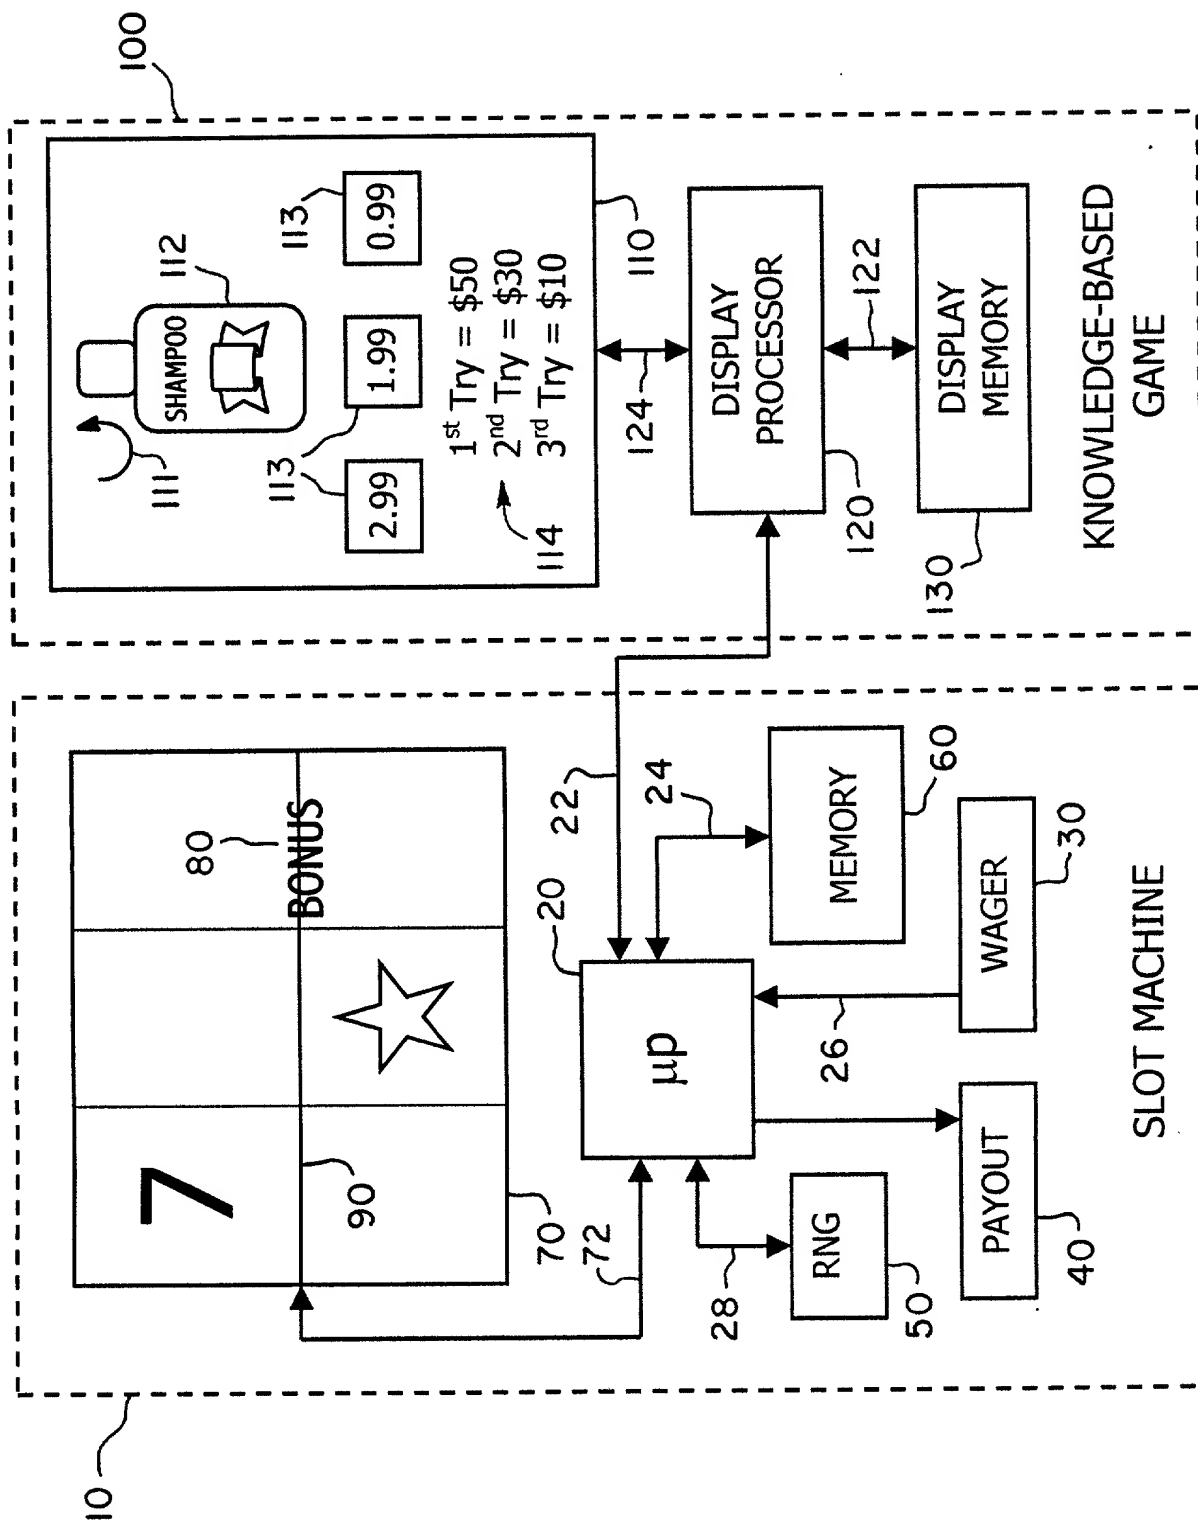 10
7
80
BONUS
90
70
72
20
22
24
μp
28
RNG
50
26
MEMORY
60
PAYOUT
40
WAGER
30
SLOT MACHINE
100
111
SHAMPOO
112
113
113
2.99
1.99
0.99
114
1st Try = $50
2nd Try = $30
3rd Try = $10
110
124
DISPLAY
PROCESSOR
120
122
130
DISPLAY
MEMORY
KNOWLEDGE-BASED
GAME